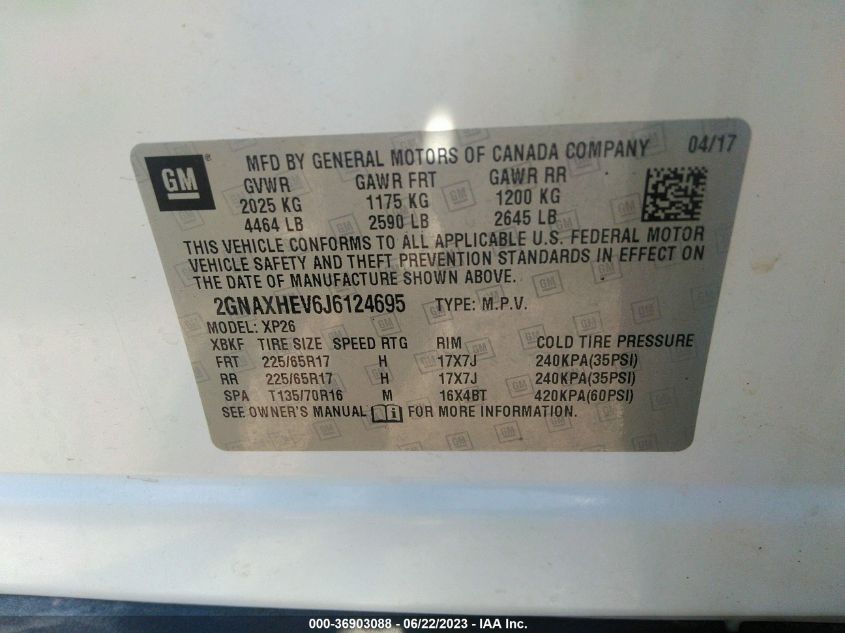 GM ®
MFD BY GENERAL MOTORS OF CANADA COMPANY 04/17
GVWR GAWR FRT GAWR RR
2025 KG 1175 KG 1200 KG
4464 LB 2590 LB 2645 LB
THIS VEHICLE CONFORMS TO ALL APPLICABLE U.S. FEDERAL MOTOR
VEHICLE SAFETY AND THEFT PREVENTION STANDARDS IN EFFECT ON
THE DATE OF MANUFACTURE SHOWN ABOVE.
2GNAXHEV6J6124695 TYPE: M.P.V.
MODEL: XP26
XBKF TIRE SIZE SPEED RTG RIM COLD TIRE PRESSURE
FRT 225/65R17 H 17X7J 240KPA(35PSI)
RR 225/65R17 H 17X7J 240KPA(35PSI)
SPA T135/70R16 M 16X4BT 420KPA(60PSI)
SEE OWNER'S MANUAL FOR MORE INFORMATION.
000-36903088 - 06/22/2023 - IAA Inc.